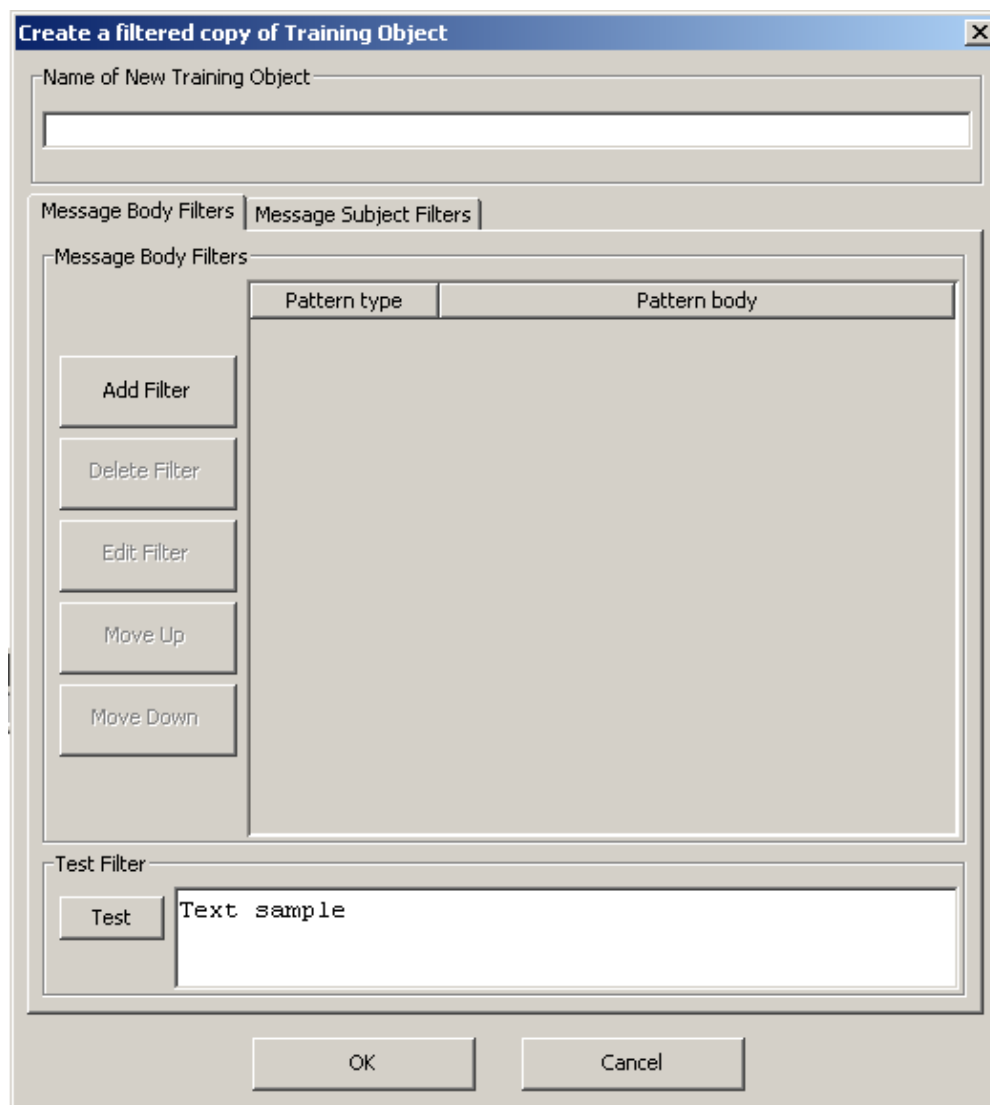 Create a filtered copy of Training Object
Name of New Training Object
Message Body Filters Message Subject Filters
Message Body Filters
Pattern type Pattern body
Add Filter
Delete Filter
Edit Filter
Move Up
Move Down
Test Filter
Test Text sample
OK Cancel